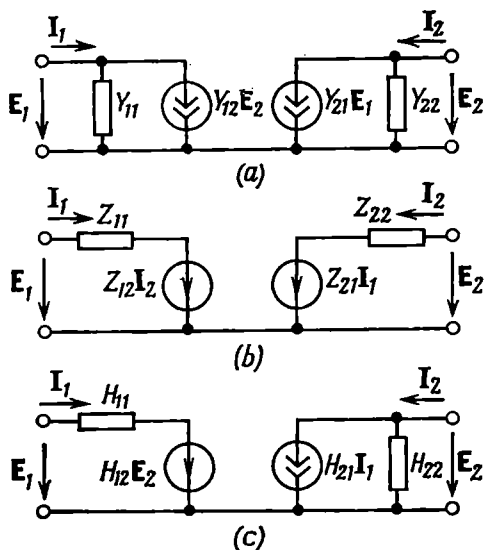 I1 I2
E1 Y11 Y12E2 Y21E1 Y22 E2
(a)
I1 Z11 Z22 I2
E1 Z12I2 Z21I1 E2
(b)
I1 H11 I2
E1 H12E2 H21I1 H22 E2
(c)